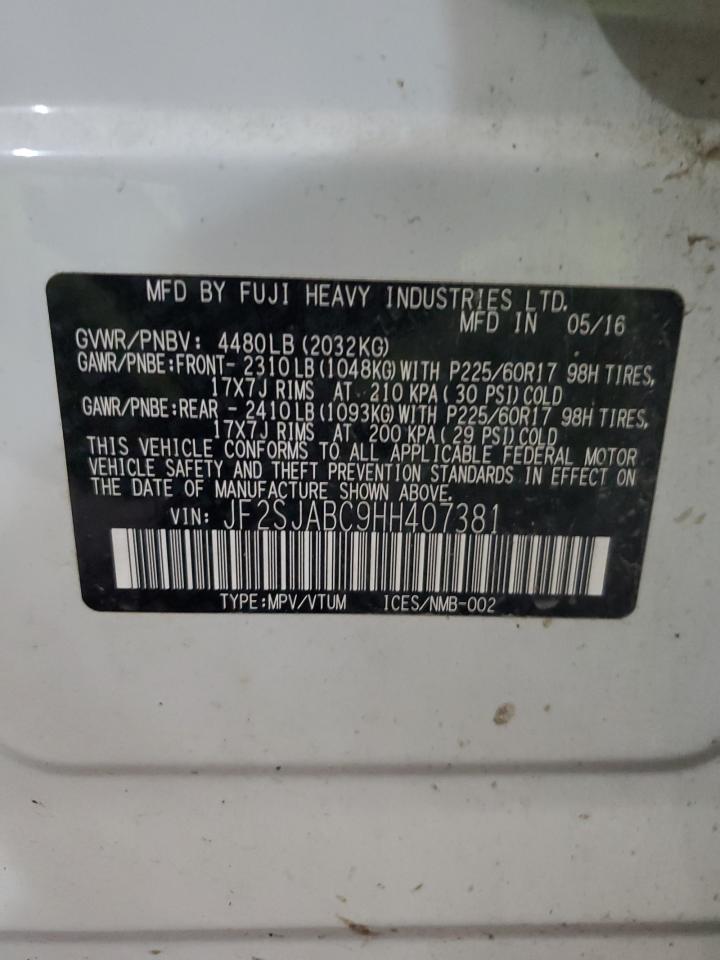 MFD BY FUJI HEAVY INDUSTRIES LTD.
MFD IN 05/16
GVWR/PNBV: 4480LB(2032KG)
GAWR/PNBE:FRONT- 2310LB(1048KG)WITH P225/60R17 98H TIRES,
17X7J RIMS AT 210 KPA(30 PSI)COLD
GAWR/PNBE:REAR - 2410LB(1093KG)WITH P225/60R17 98H TIRES,
17X7J RIMS AT 200 KPA(29 PSI)COLD
THIS VEHICLE CONFORMS TO ALL APPLICABLE FEDERAL MOTOR
VEHICLE SAFETY AND THEFT PREVENTION STANDARDS IN EFFECT ON
THE DATE OF MANUFACTURE SHOWN ABOVE.
VIN: JF2SJABC9HH407381
TYPE:MPV/VTUM ICES/NMB-002